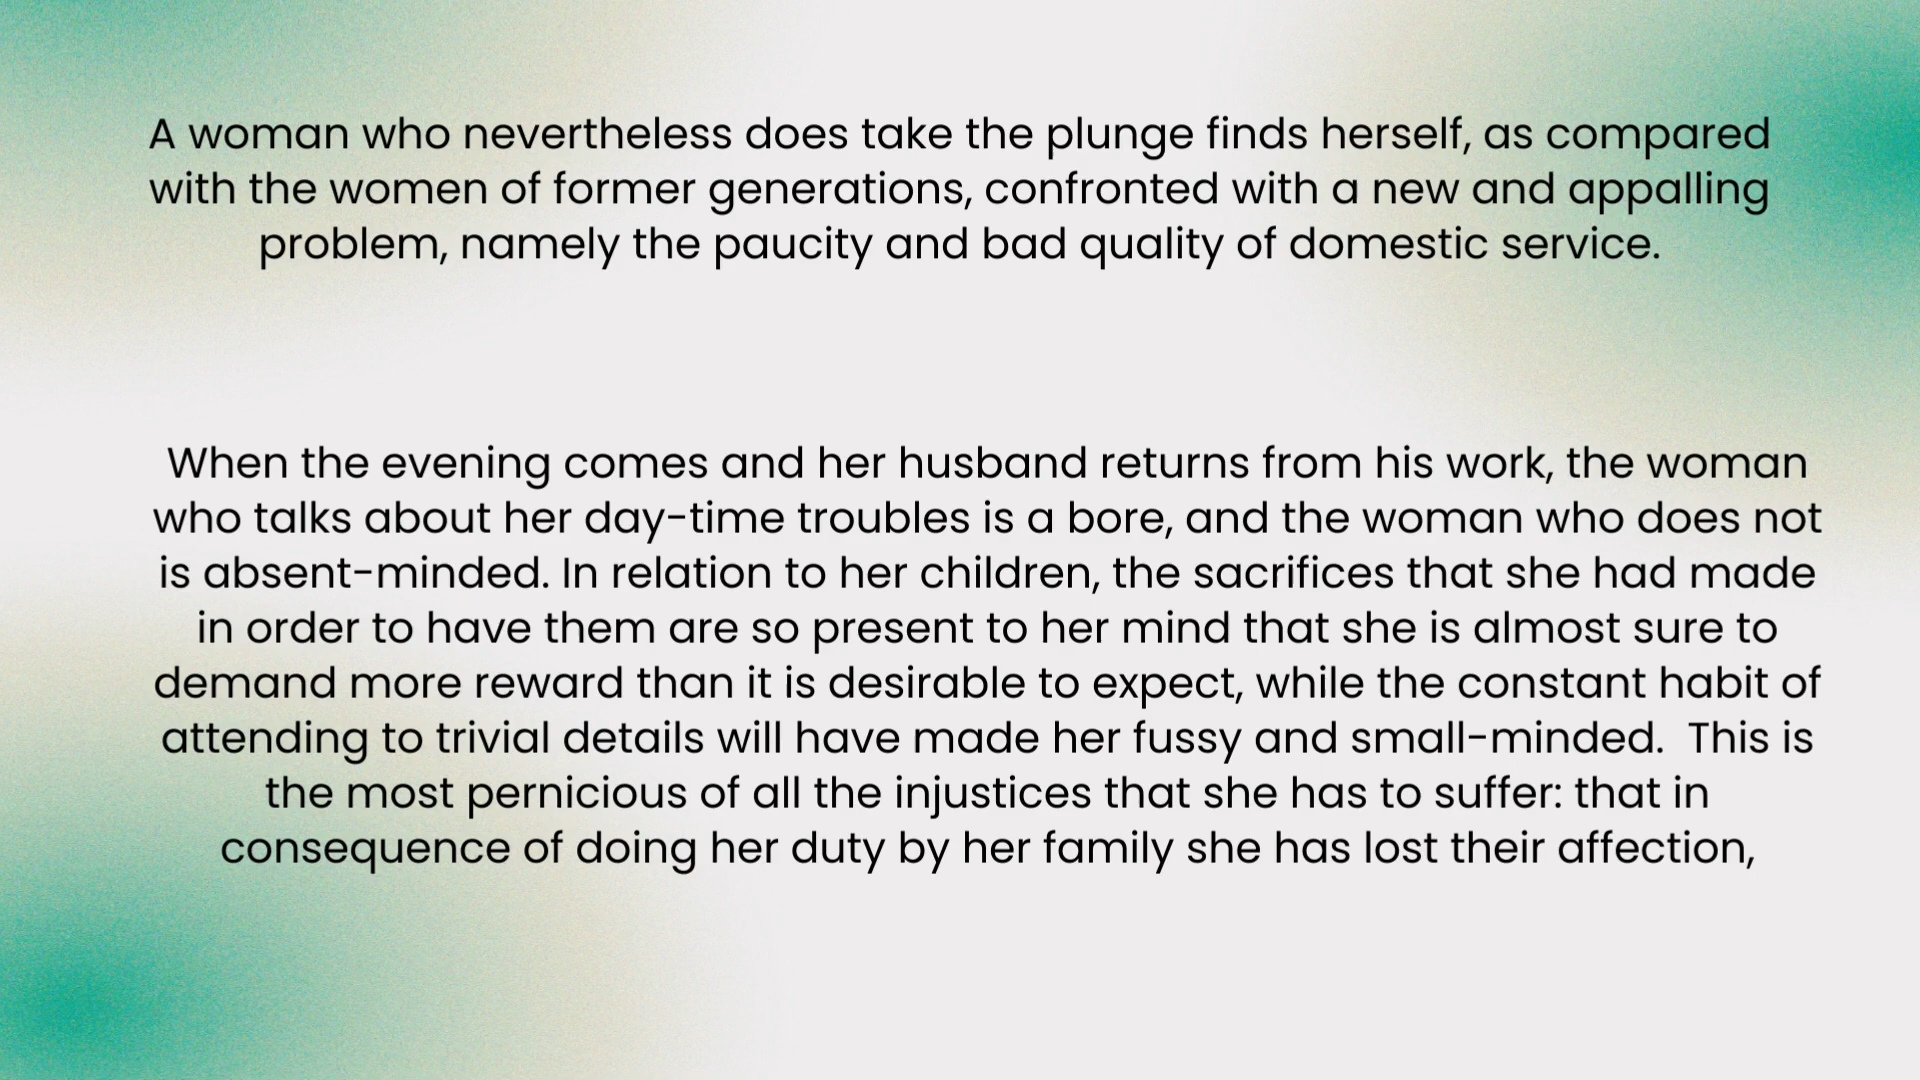 A woman who nevertheless does take the plunge finds herself, as compared
with the women of former generations, confronted with a new and appalling
problem, namely the paucity and bad quality of domestic service.
When the evening comes and her husband returns from his work, the woman
who talks about her day-time troubles is a bore, and the woman who does not
is absent-minded. In relation to her children, the sacrifices that she had made
in order to have them are so present to her mind that she is almost sure to
demand more reward than it is desirable to expect, while the constant habit of
attending to trivial details will have made her fussy and small-minded.  This is
the most pernicious of all the injustices that she has to suffer: that in
consequence of doing her duty by her family she has lost their affection,